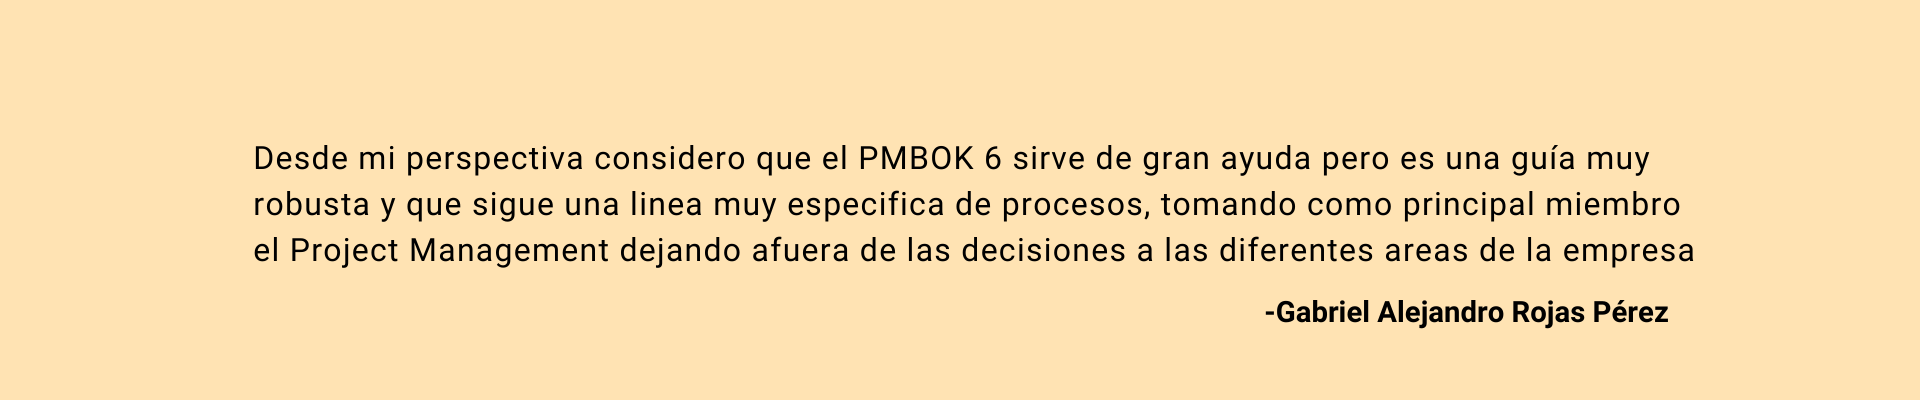 Desde mi perspectiva considero que el PMBOK 6 sirve de gran ayuda pero es una guía muy
robusta y que sigue una linea muy especifica de procesos, tomando como principal miembro
el Project Management dejando afuera de las decisiones a las diferentes areas de la empresa
-Gabriel Alejandro Rojas Pérez